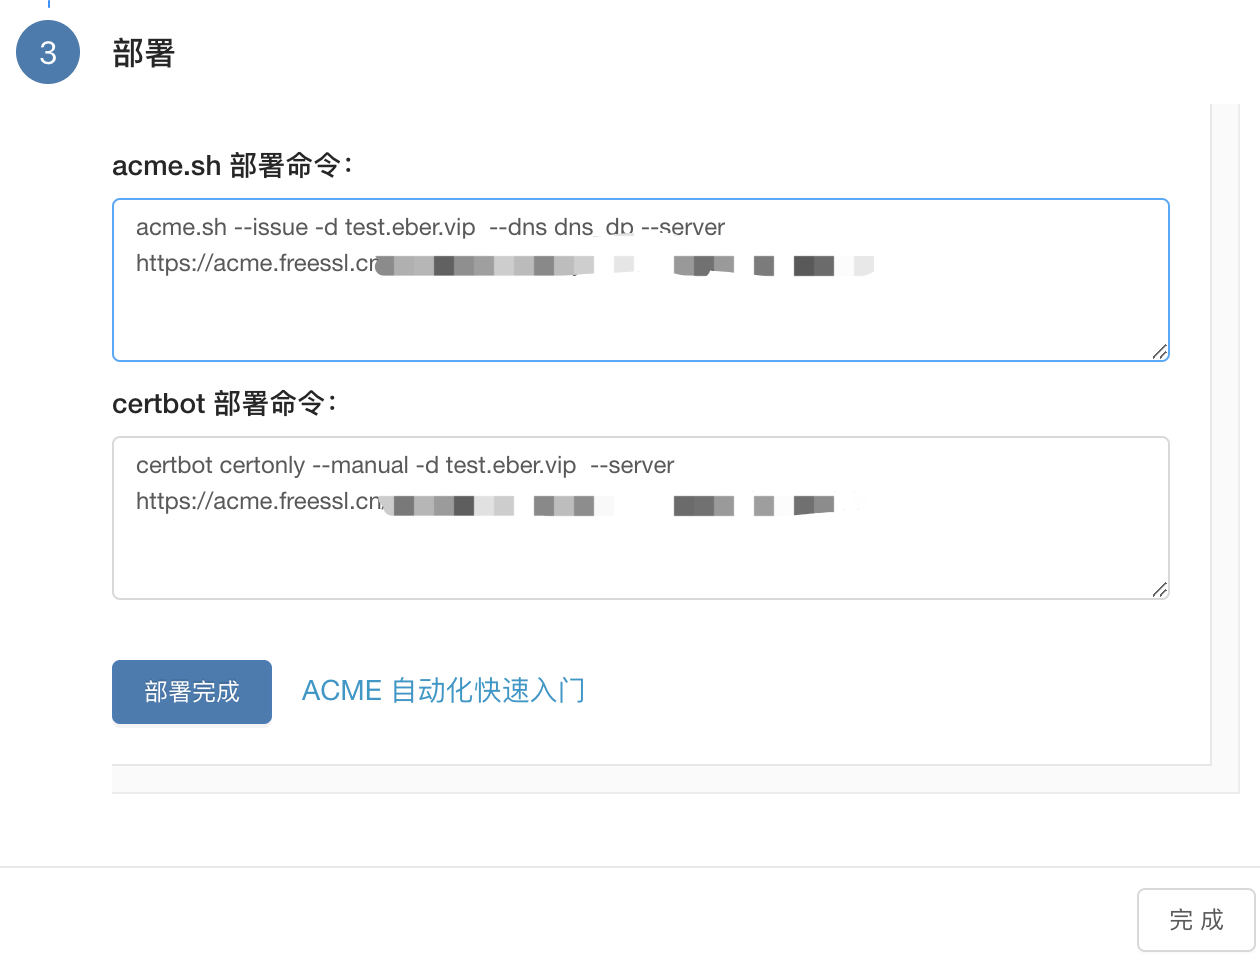 3
部署
acme.sh 部署命令：
acme.sh --issue -d test.eber.vip  --dns dns_dp --server
https://acme.freessl.cn
certbot 部署命令：
certbot certonly --manual -d test.eber.vip  --server
https://acme.freessl.cn/
部署完成
ACME 自动化快速入门
完 成